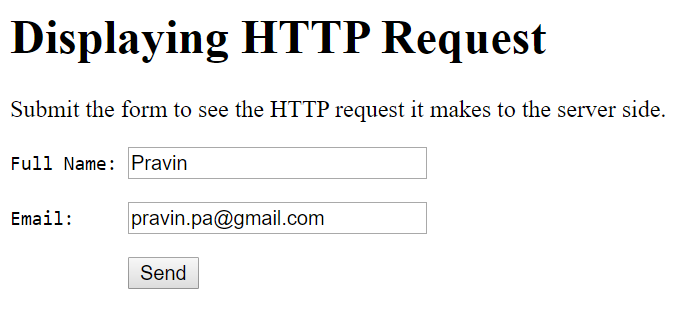 Displaying HTTP Request
Submit the form to see the HTTP request it makes to the server side.
Full Name: Pravin
Email: pravin.pa@gmail.com
Send